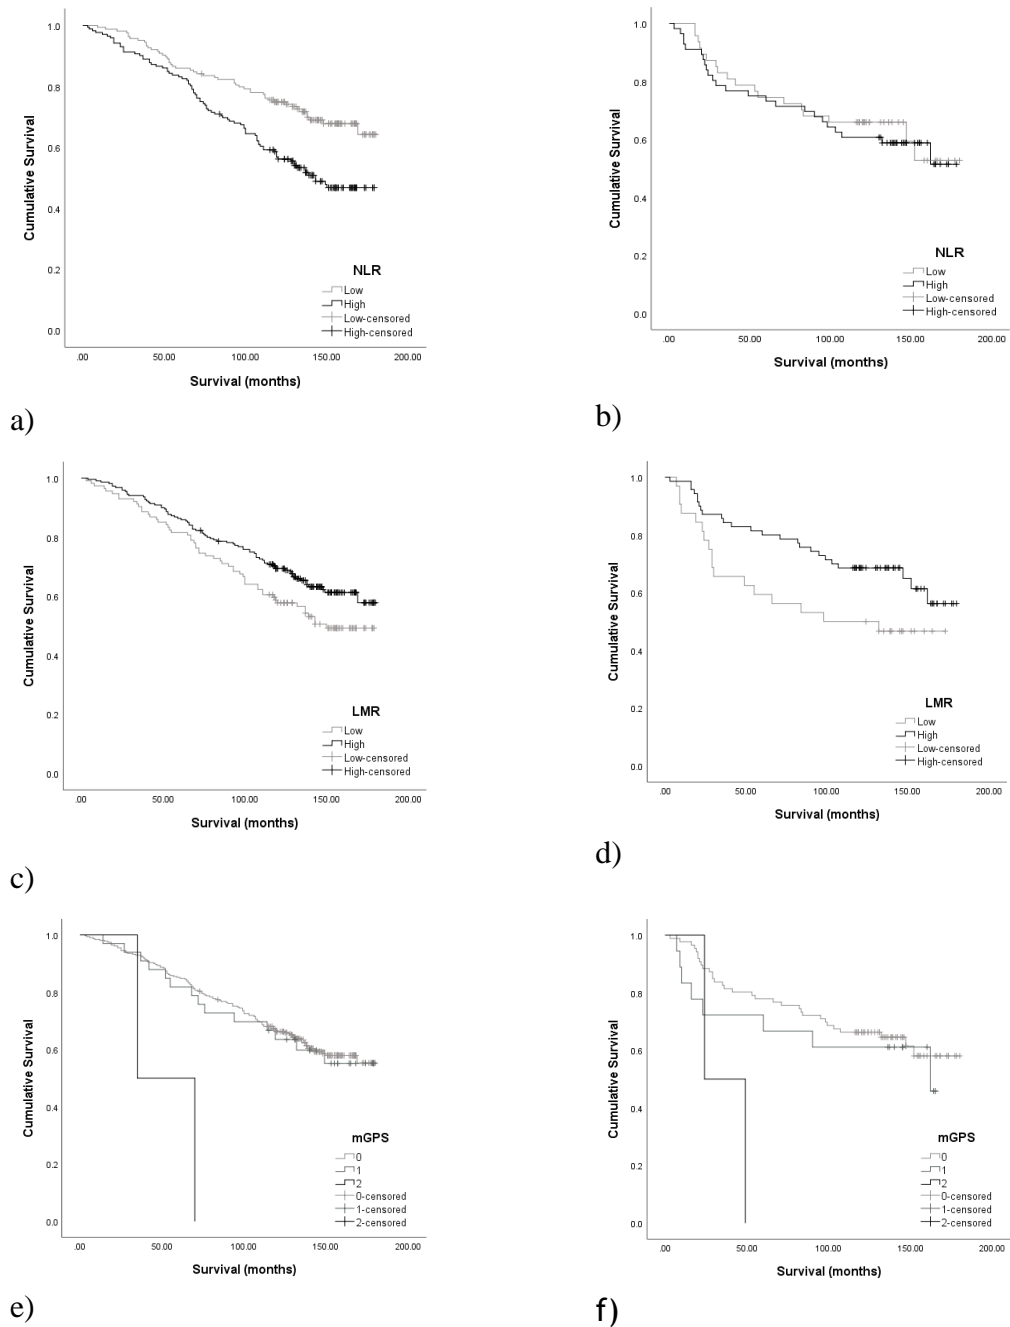 1.0
0.8
0.6
0.4
0.2
0.0
Cumulative Survival
NLR
Low
High
Low-censored
High-censored
.00 50.00 100.00 150.00 200.00
Survival (months)
a)
1.0
0.8
0.6
0.4
0.2
0.0
Cumulative Survival
NLR
Low
High
Low-censored
High-censored
.00 50.00 100.00 150.00 200.00
Survival (months)
b)
1.0
0.8
0.6
0.4
0.2
0.0
Cumulative Survival
LMR
Low
High
Low-censored
High-censored
.00 50.00 100.00 150.00 200.00
Survival (months)
c)
1.0
0.8
0.6
0.4
0.2
0.0
Cumulative Survival
LMR
Low
High
Low-censored
High-censored
.00 50.00 100.00 150.00 200.00
Survival (months)
d)
1.0
0.8
0.6
0.4
0.2
0.0
Cumulative Survival
mGPS
0
1
2
0-censored
1-censored
2-censored
.00 50.00 100.00 150.00 200.00
Survival (months)
e)
1.0
0.8
0.6
0.4
0.2
0.0
Cumulative Survival
mGPS
0
1
2
0-censored
1-censored
2-censored
.00 50.00 100.00 150.00 200.00
Survival (months)
f)